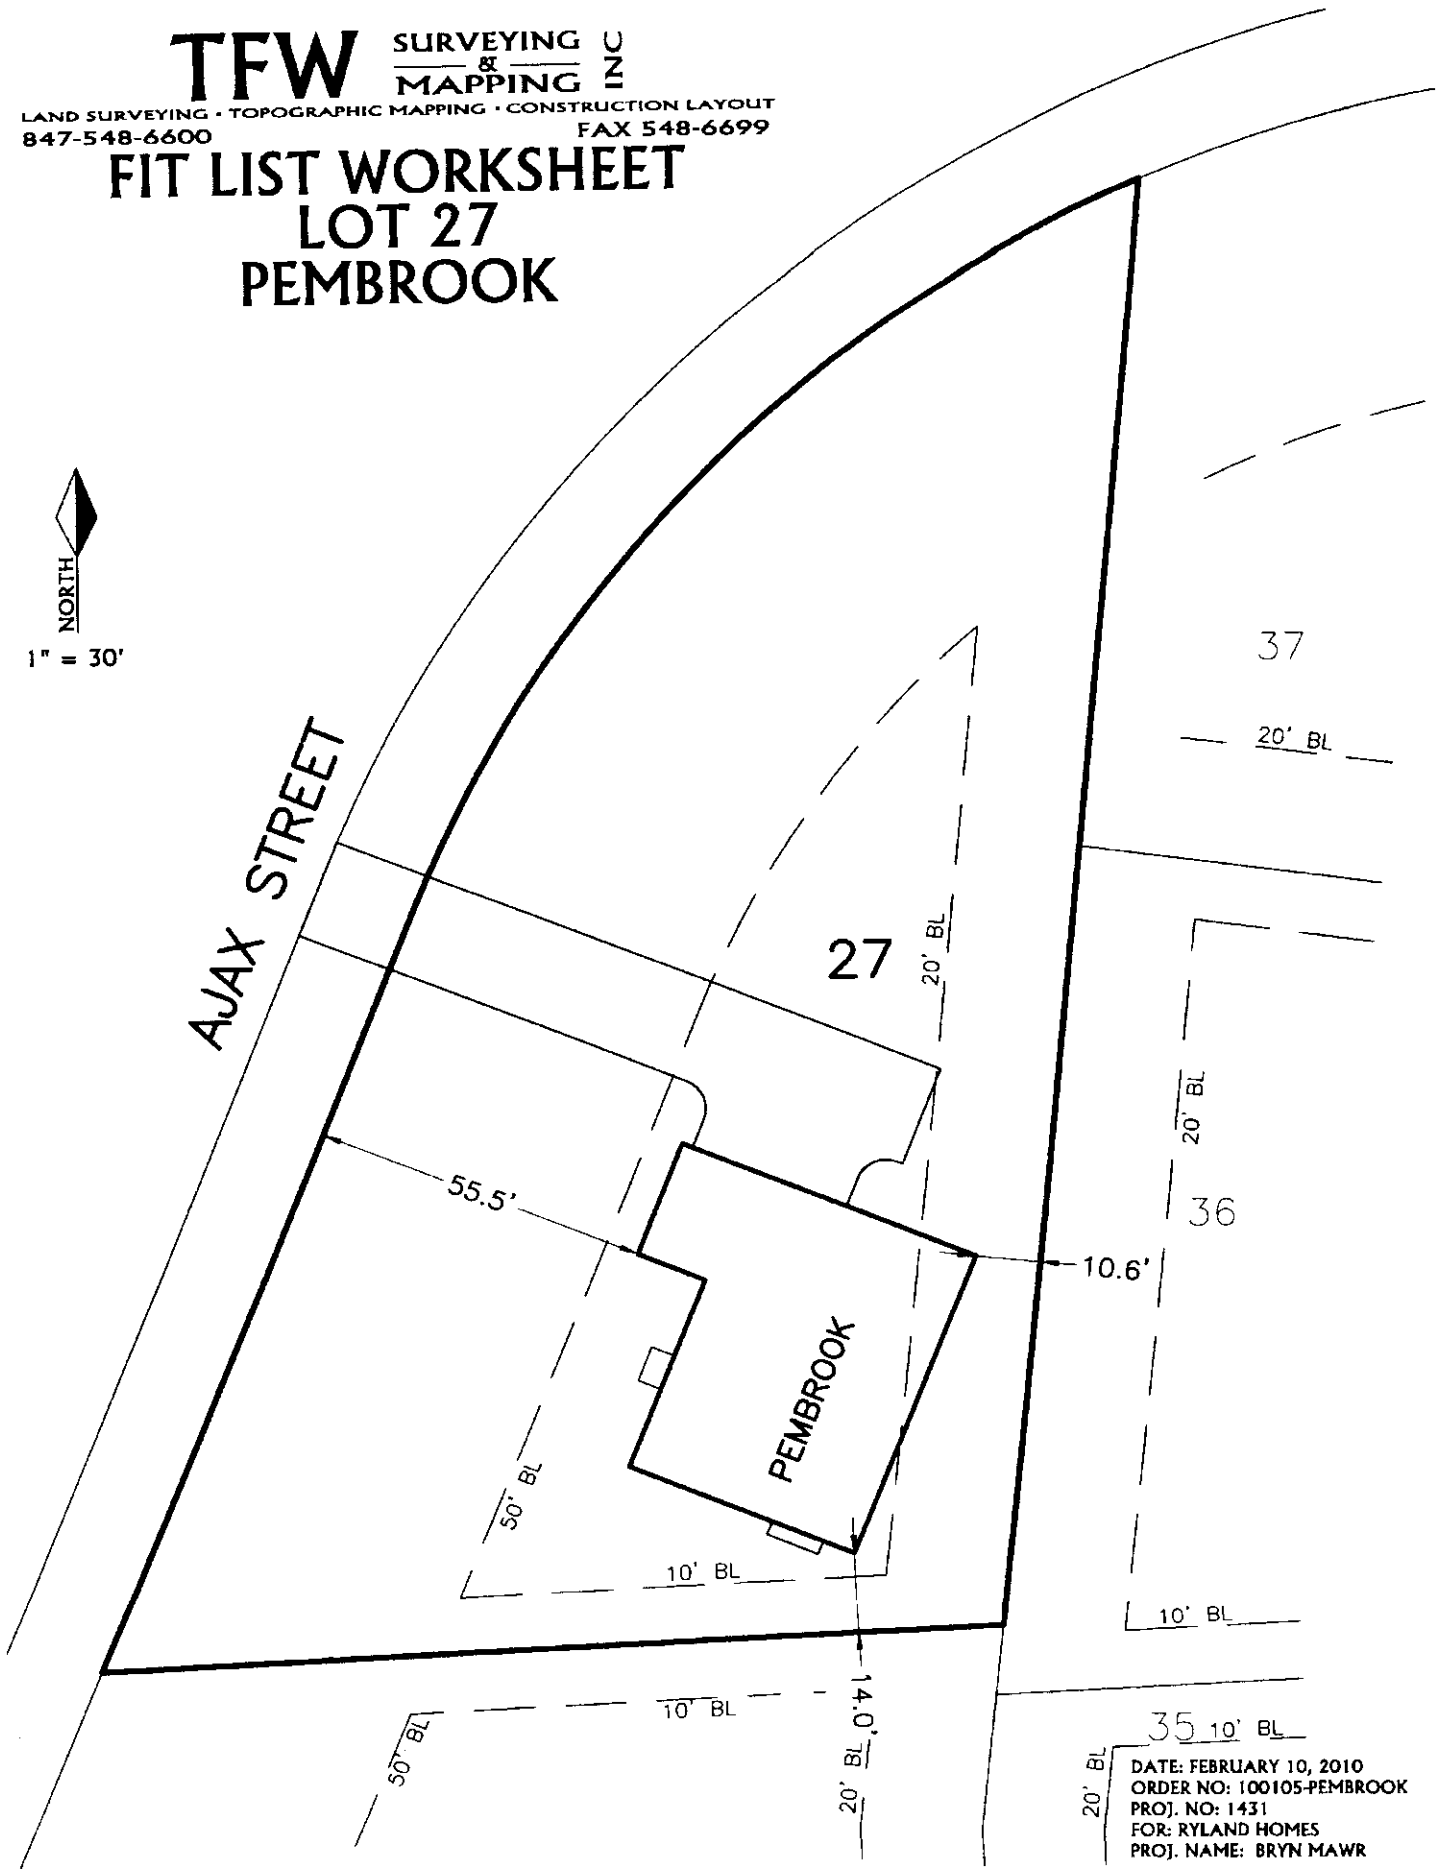 TFW SURVEYING & MAPPING INC
LAND SURVEYING • TOPOGRAPHIC MAPPING • CONSTRUCTION LAYOUT
847-548-6600 FAX 548-6699
FIT LIST WORKSHEET
LOT 27
PEMBROOK
NORTH
1" = 30'
AJAX STREET
37
20' BL
27
20' BL
20' BL
36
55.5'
10.6'
PEMBROOK
50' BL
10' BL
10' BL
14.0'
10' BL
50' BL
20' BL
35
10' BL
20' BL
DATE: FEBRUARY 10, 2010
ORDER NO: 100105-PEMBROOK
PROJ. NO: 1431
FOR: RYLAND HOMES
PROJ. NAME: BRYN MAWR